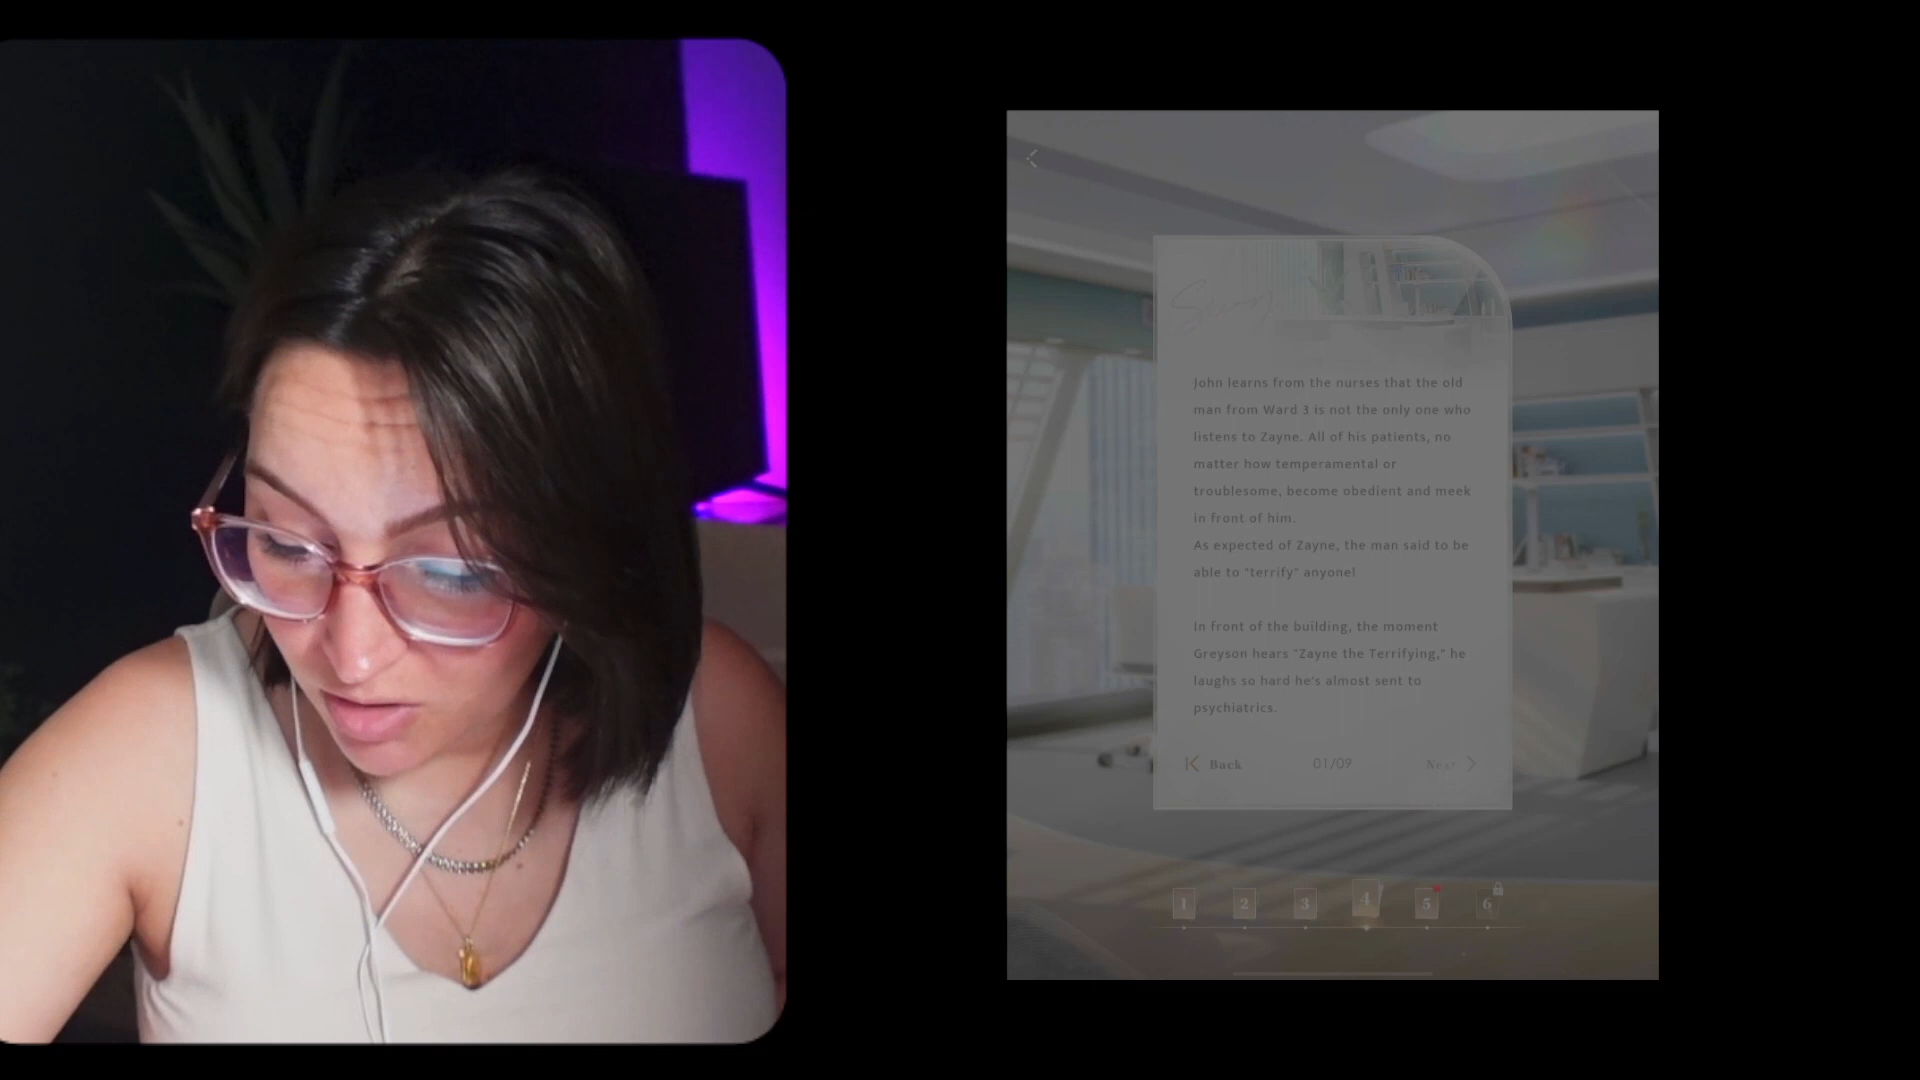 John learns from the nurses that the old
man from Ward 3 is not the only one who
listens to Zayne. All of his patients, no
matter how temperamental or
troublesome, become obedient and meek
in front of him.
As expected of Zayne, the man said to be
able to "terrify" anyone!
In front of the building, the moment
Greyson hears "Zayne the Terrifying," he
laughs so hard he's almost sent to
psychiatrics.
Back 01/09 Next
1 2 3 4 5 6